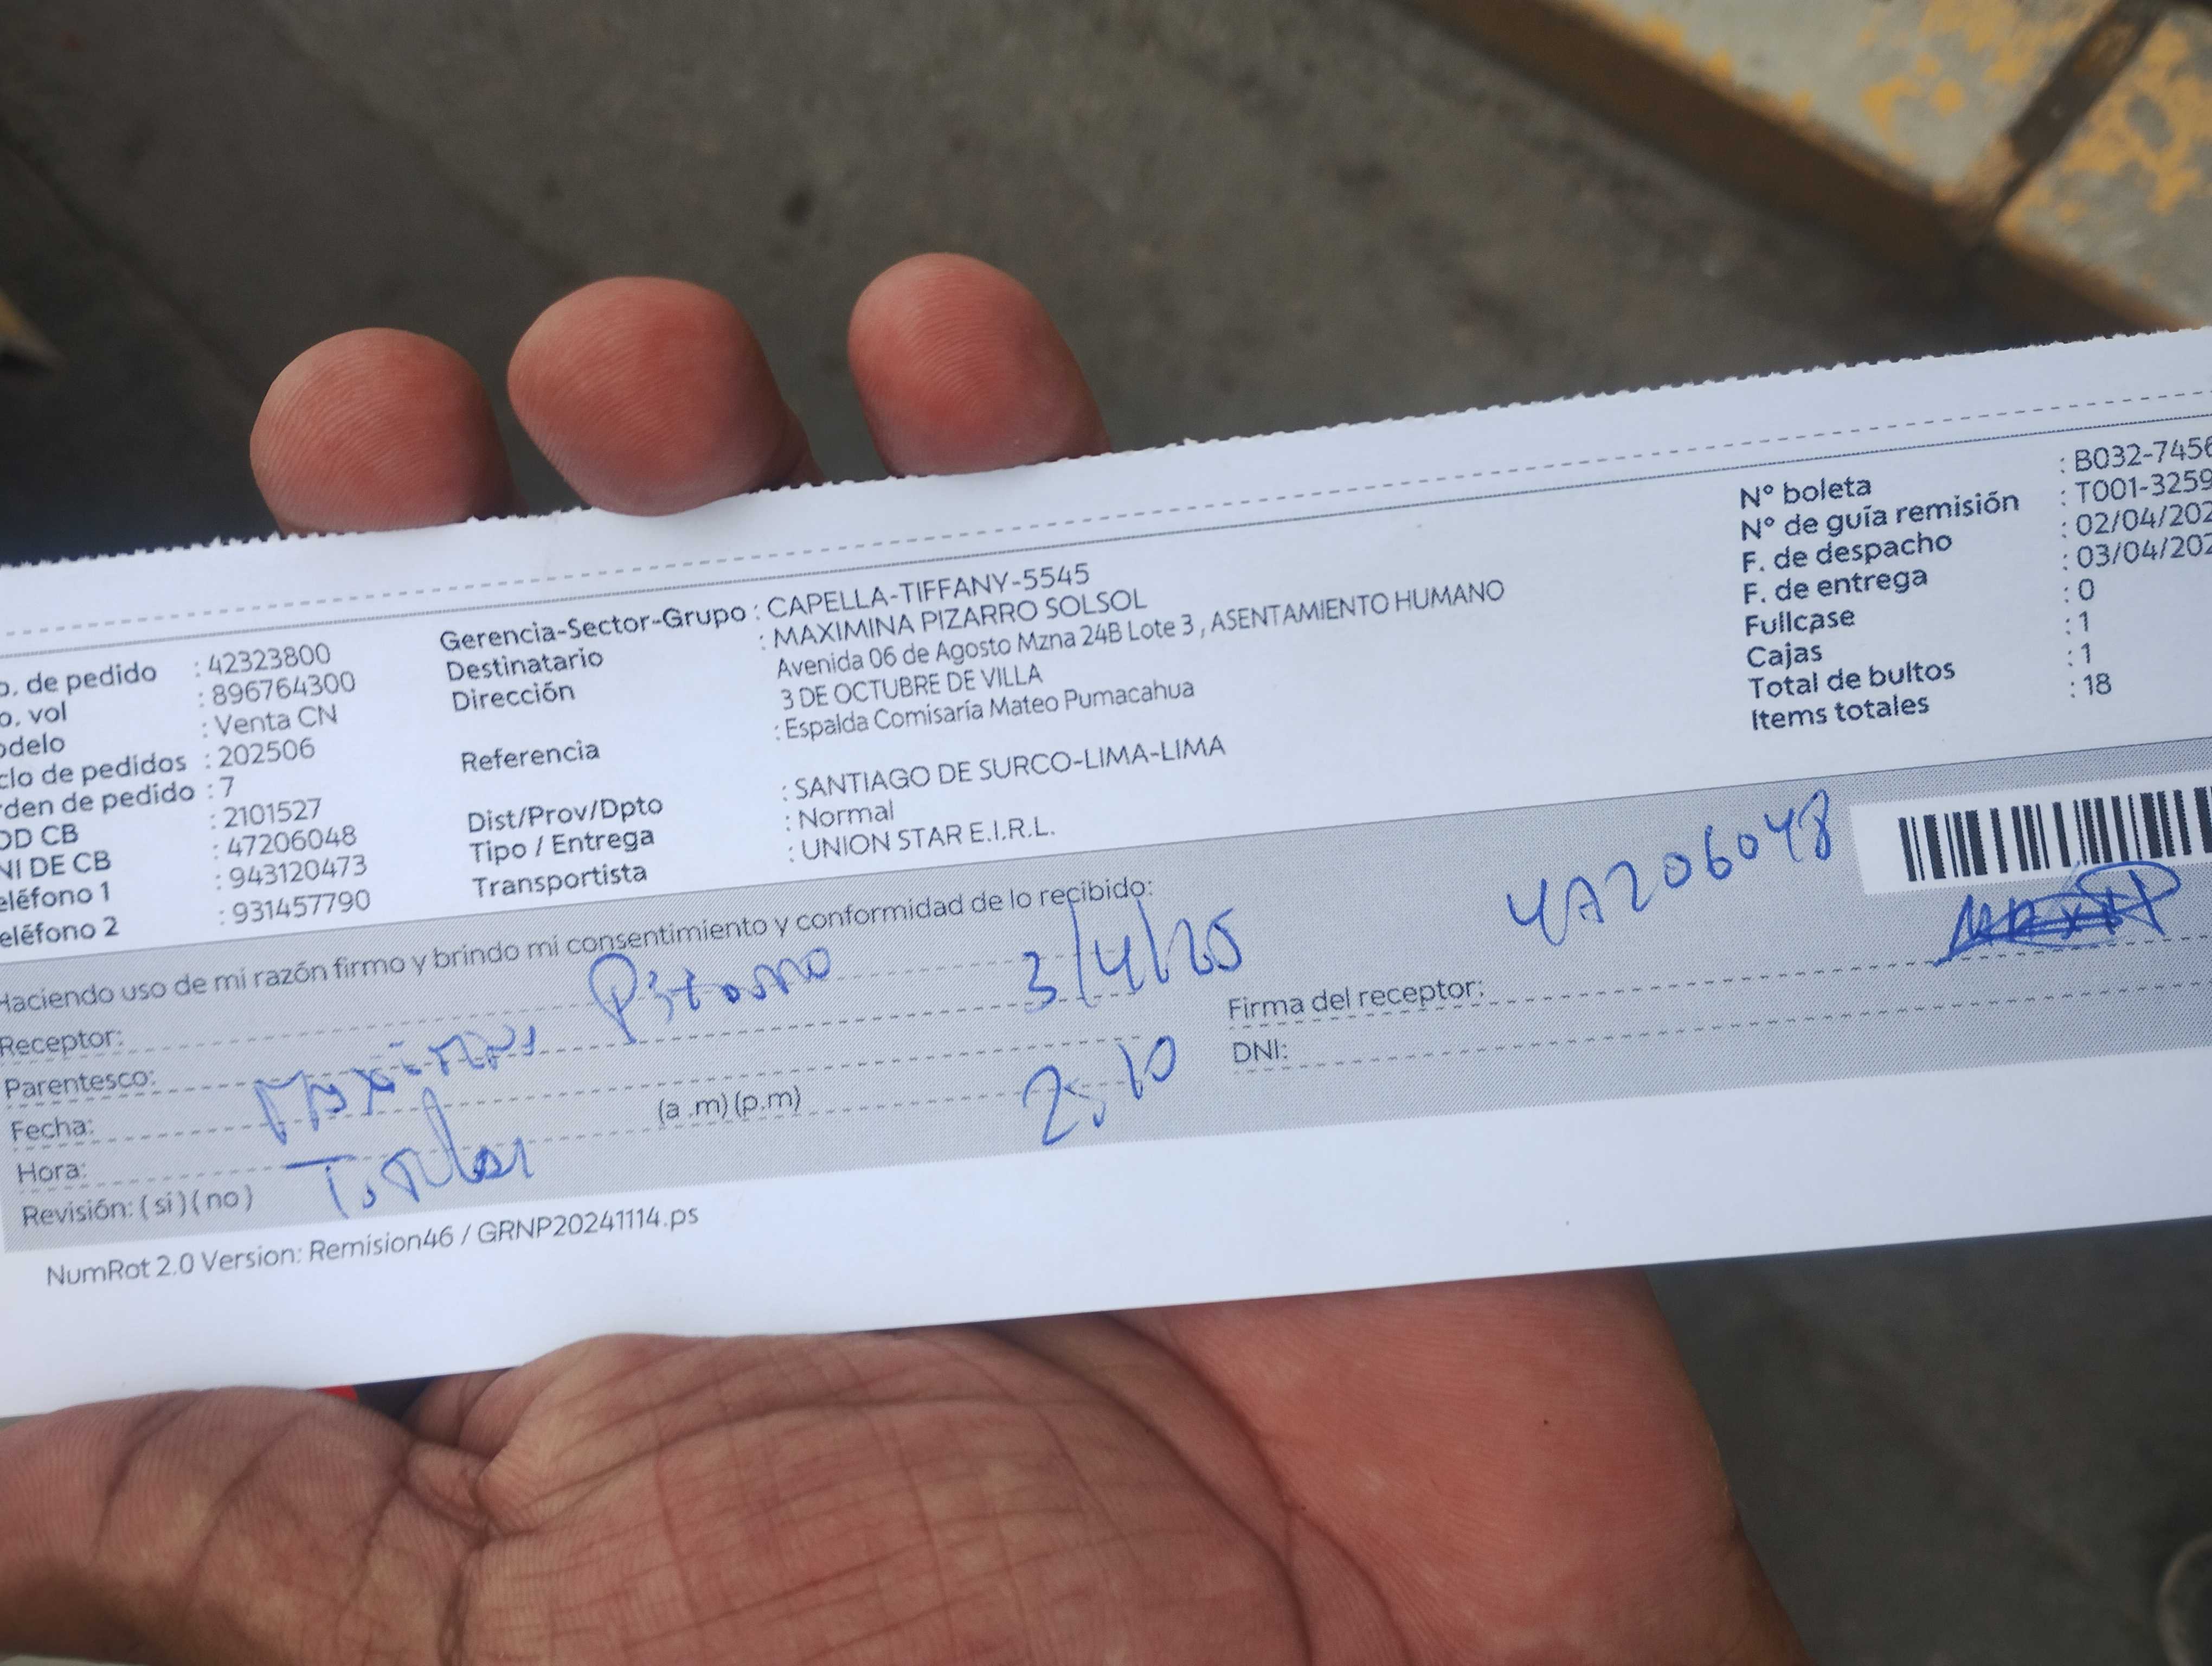 o. de pedido : 42323800
o. vol : 896764300
odelo : Venta CN
clo de pedidos : 202506
rden de pedido : 7
OD CB : 2101527
NI DE CB : 47206048
eléfono 1 : 943120473
eléfono 2 : 931457790
Gerencia-Sector-Grupo : CAPELLA-TIFFANY-5545
Destinatario : MAXIMINA PIZARRO SOLSOL
Dirección Avenida 06 de Agosto Mzna 24B Lote 3 , ASENTAMIENTO HUMANO
3 DE OCTUBRE DE VILLA
Referencia : Espalda Comisaría Mateo Pumacahua
Dist/Prov/Dpto : SANTIAGO DE SURCO-LIMA-LIMA
Tipo / Entrega : Normal
Transportista : UNION STAR E.I.R.L.
N° boleta : B032-7456
N° de guía remisión : T001-3259
F. de despacho : 02/04/202
F. de entrega : 03/04/202
Fullcase : 0
Cajas : 1
Total de bultos : 1
Items totales : 18
Haciendo uso de mi razón firmo y brindo mi consentimiento y conformidad de lo recibido:
Receptor:
Parentesco:
Fecha: 3/4/25
Hora: (a .m) (p.m) 2:10
Revisión: ( si ) ( no )
Firma del receptor:
DNI: 47206048
NumRot 2.0 Version: Remision46 / GRNP20241114.ps